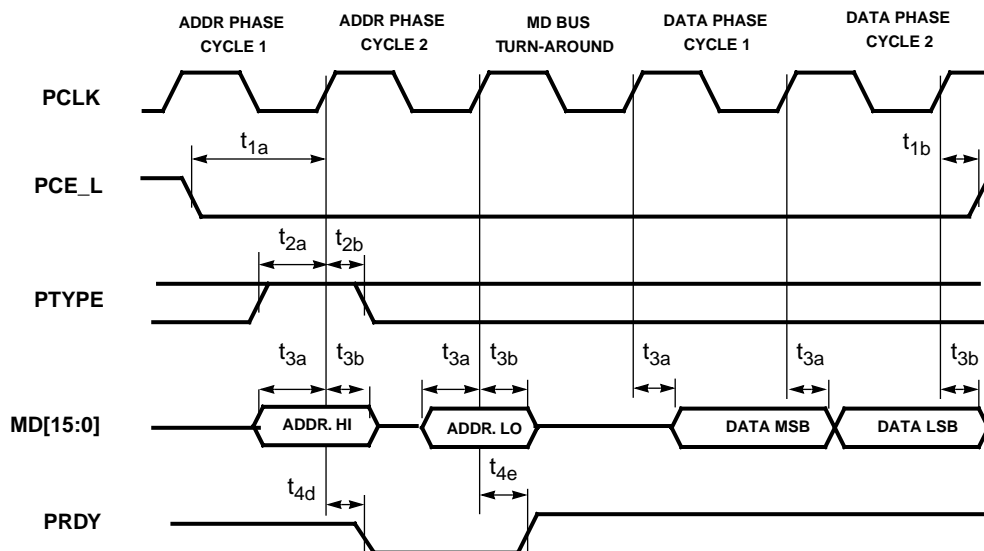 ADDR PHASE
CYCLE 1
ADDR PHASE
CYCLE 2
MD BUS
TURN-AROUND
DATA PHASE
CYCLE 1
DATA PHASE
CYCLE 2
PCLK
t1a
t1b
PCE_L
t2a
t2b
PTYPE
t3a
t3b
t3a
t3b
t3a
t3a
t3b
MD[15:0]
ADDR. HI
ADDR. LO
DATA MSB
DATA LSB
t4d
t4e
PRDY